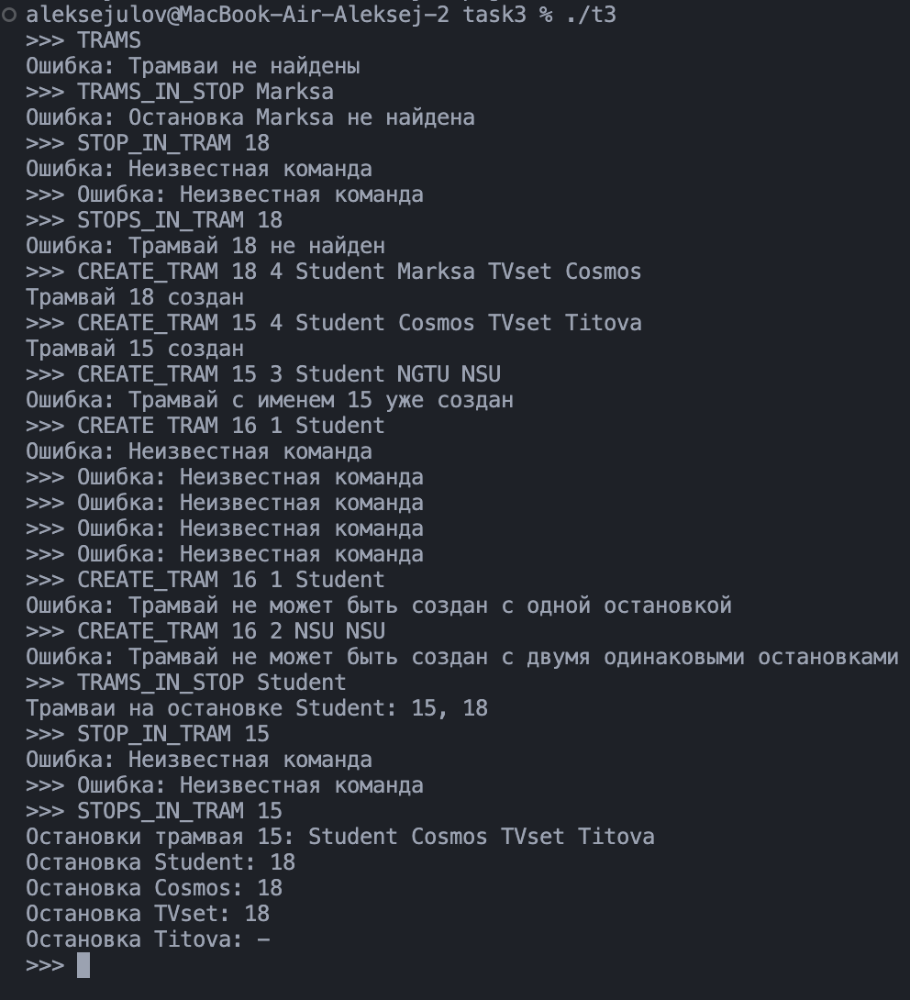 aleksejulov@MacBook-Air-Aleksej-2 task3 % ./t3
>>> TRAMS
Ошибка: Трамваи не найдены
>>> TRAMS_IN_STOP Marksa
Ошибка: Остановка Marksa не найдена
>>> STOP_IN_TRAM 18
Ошибка: Неизвестная команда
>>> Ошибка: Неизвестная команда
>>> STOPS_IN_TRAM 18
Ошибка: Трамвай 18 не найден
>>> CREATE_TRAM 18 4 Student Marksa TVset Cosmos
Трамвай 18 создан
>>> CREATE_TRAM 15 4 Student Cosmos TVset Titova
Трамвай 15 создан
>>> CREATE_TRAM 15 3 Student NGTU NSU
Ошибка: Трамвай с именем 15 уже создан
>>> CREATE TRAM 16 1 Student
Ошибка: Неизвестная команда
>>> Ошибка: Неизвестная команда
>>> Ошибка: Неизвестная команда
>>> Ошибка: Неизвестная команда
>>> Ошибка: Неизвестная команда
>>> CREATE_TRAM 16 1 Student
Ошибка: Трамвай не может быть создан с одной остановкой
>>> CREATE_TRAM 16 2 NSU NSU
Ошибка: Трамвай не может быть создан с двумя одинаковыми остановками
>>> TRAMS_IN_STOP Student
Трамваи на остановке Student: 15, 18
>>> STOP_IN_TRAM 15
Ошибка: Неизвестная команда
>>> Ошибка: Неизвестная команда
>>> STOPS_IN_TRAM 15
Остановки трамвая 15: Student Cosmos TVset Titova
Остановка Student: 18
Остановка Cosmos: 18
Остановка TVset: 18
Остановка Titova: –
>>>